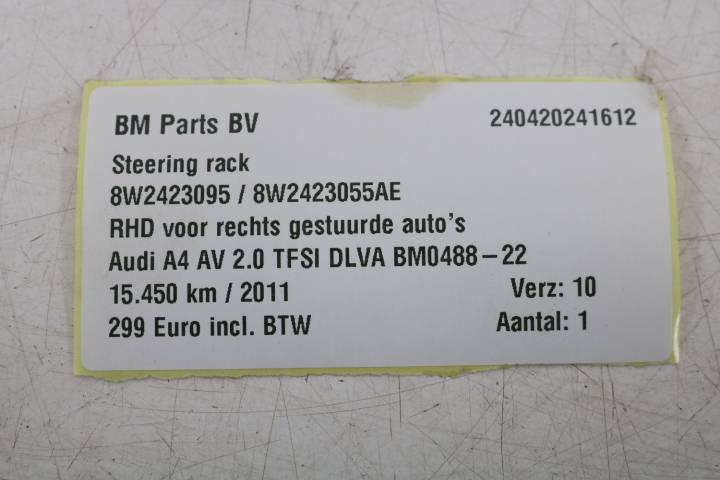 BM Parts BV 240420241612
Steering rack
8W2423095 / 8W2423055AE
RHD voor rechts gestuurde auto's
Audi A4 AV 2.0 TFSI DLVA BM0488-22
15.450 km / 2011 Verz: 10
299 Euro incl. BTW Aantal: 1